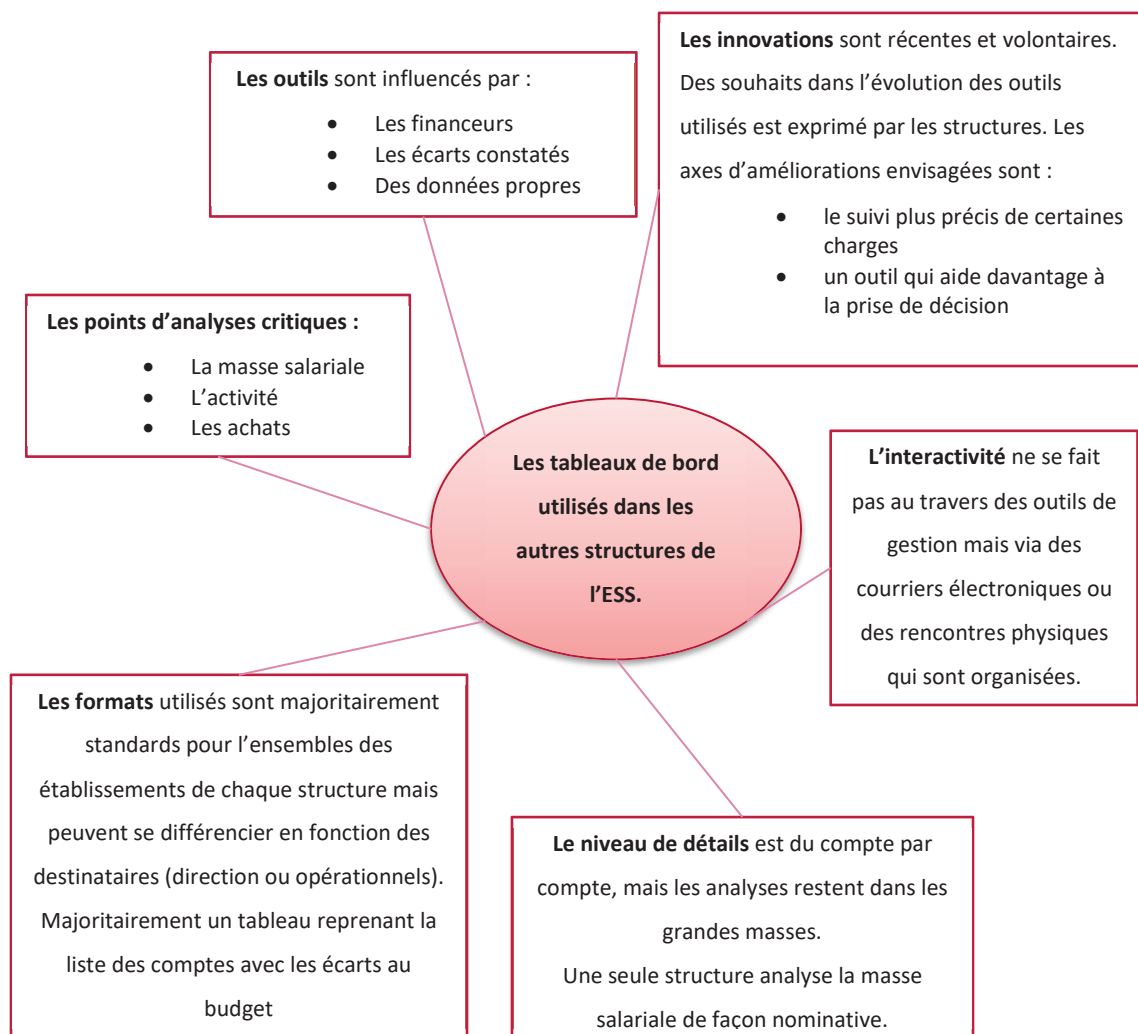 Les outils sont influencés par :
• Les financeurs
• Les écarts constatés
• Des données propres
Les innovations sont récentes et volontaires.
Des souhaits dans l’évolution des outils
utilisés est exprimé par les structures. Les
axes d’améliorations envisagées sont :
• le suivi plus précis de certaines
charges
• un outil qui aide davantage à
la prise de décision
Les points d’analyses critiques :
• La masse salariale
• L’activité
• Les achats
Les tableaux de bord
utilisés dans les
autres structures de
l’ESS.
L’interactivité ne se fait
pas au travers des outils de
gestion mais via des
courriers électroniques ou
des rencontres physiques
qui sont organisées.
Les formats utilisés sont majoritairement
standards pour l’ensembles des
établissements de chaque structure mais
peuvent se différencier en fonction des
destinataires (direction ou opérationnels).
Majoritairement un tableau reprenant la
liste des comptes avec les écarts au
budget
Le niveau de détails est du compte par
compte, mais les analyses restent dans les
grandes masses.
Une seule structure analyse la masse
salariale de façon nominative.